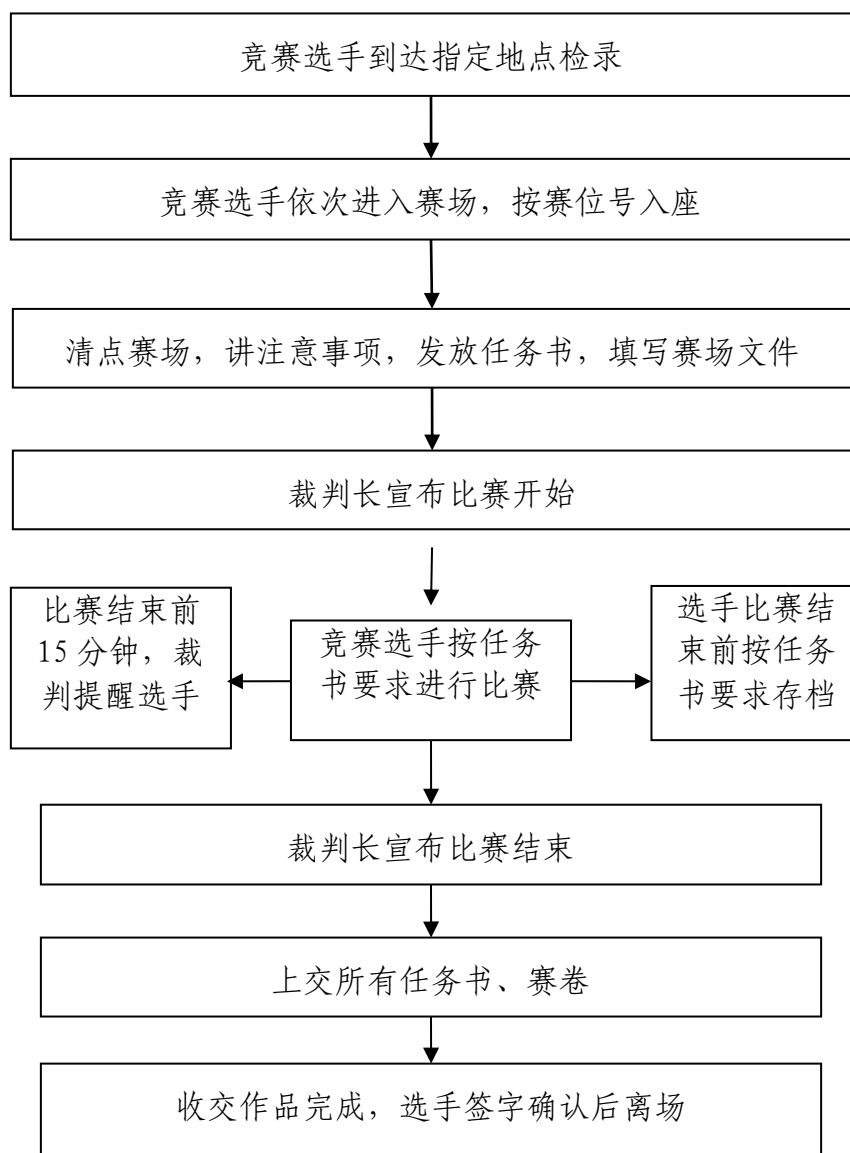 竞赛选手到达指定地点检录
竞赛选手依次进入赛场，按赛位号入座
清点赛场，讲注意事项，发放任务书，填写赛场文件
裁判长宣布比赛开始
比赛结束前
15 分钟，裁
判提醒选手
竞赛选手按任务
书要求进行比赛
选手比赛结
束前按任务
书要求存档
裁判长宣布比赛结束
上交所有任务书、赛卷
收交作品完成，选手签字确认后离场